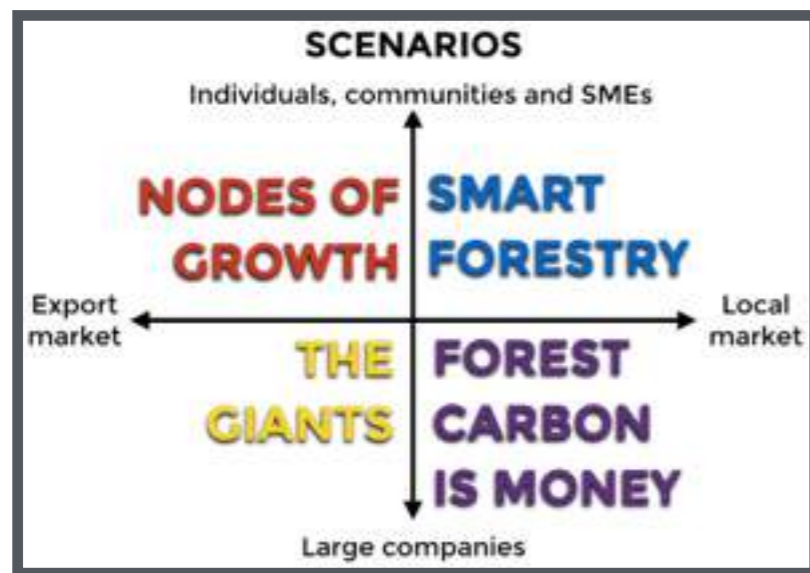 SCENARIOS
Individuals, communities and SMEs
NODES OF
GROWTH
SMART
FORESTRY
Export
market
Local
market
THE
GIANTS
FOREST
CARBON
IS MONEY
Large companies